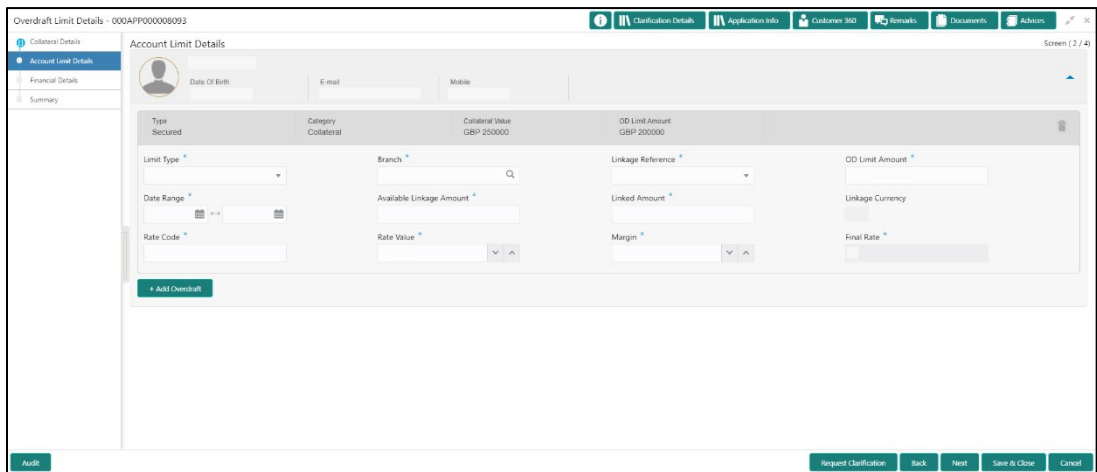 Overdraft Limit Details - 000APP000008093
Clarification Details Application Info Customer 360 Remarks Documents Advices
Collateral Details
Account Limit Details
Financial Details
Summary
Account Limit Details
Screen ( 2 / 4)
Date Of Birth E-mail Mobile
Type Category Collateral Value OD Limit Amount
Secured Collateral GBP 250000 GBP 200000
Limit Type * Branch * Linkage Reference * OD Limit Amount *
Date Range * Available Linkage Amount * Linked Amount * Linkage Currency
Rate Code * Rate Value * Margin * Final Rate *
+ Add Overdraft
Audit Request Clarification Back Next Save & Close Cancel